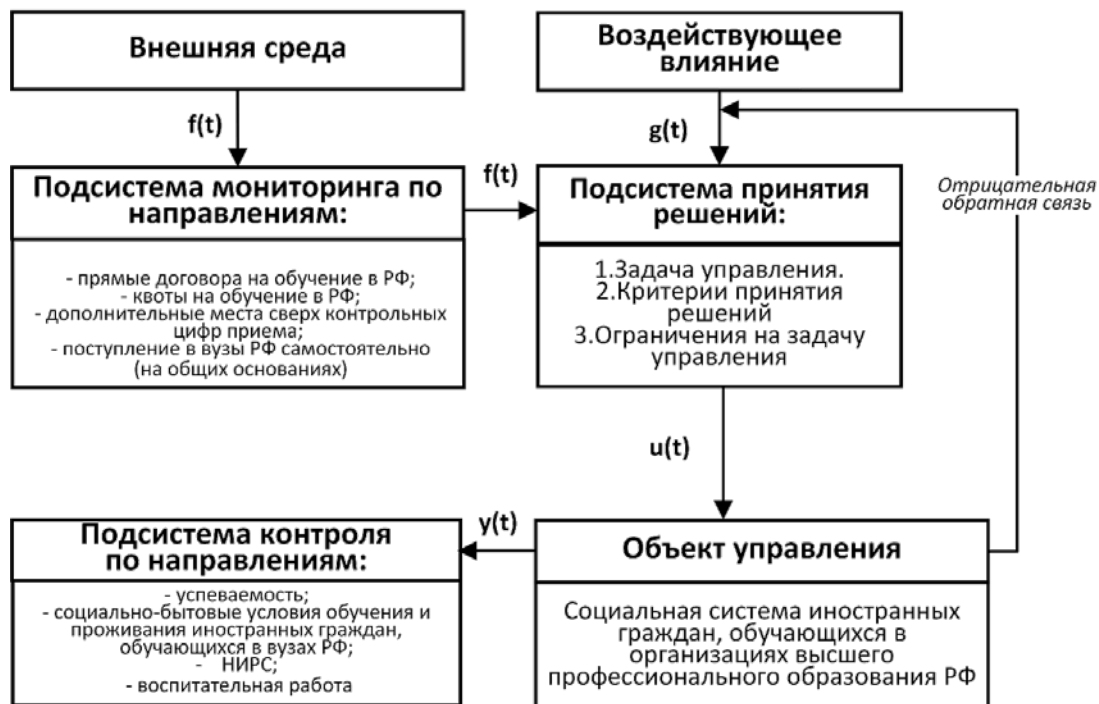 Внешняя среда
Воздействующее
влияние
f(t)
g(t)
Подсистема мониторинга по
направлениям:
- прямые договора на обучение в РФ;
- квоты на обучение в РФ;
- дополнительные места сверх контрольных
цифр приема;
- поступление в вузы РФ самостоятельно
(на общих основаниях)
f(t)
Подсистема принятия
решений:
1.Задача управления.
2.Критерии принятия
решений
3.Ограничения на задачу
управления
Отрицательная
обратная связь
u(t)
Подсистема контроля
по направлениям:
- успеваемость;
- социально-бытовые условия обучения и
проживания иностранных граждан,
обучающихся в вузах РФ;
- НИРС;
- воспитательная работа
y(t)
Объект управления
Социальная система иностранных
граждан, обучающихся в
организациях высшего
профессионального образования РФ